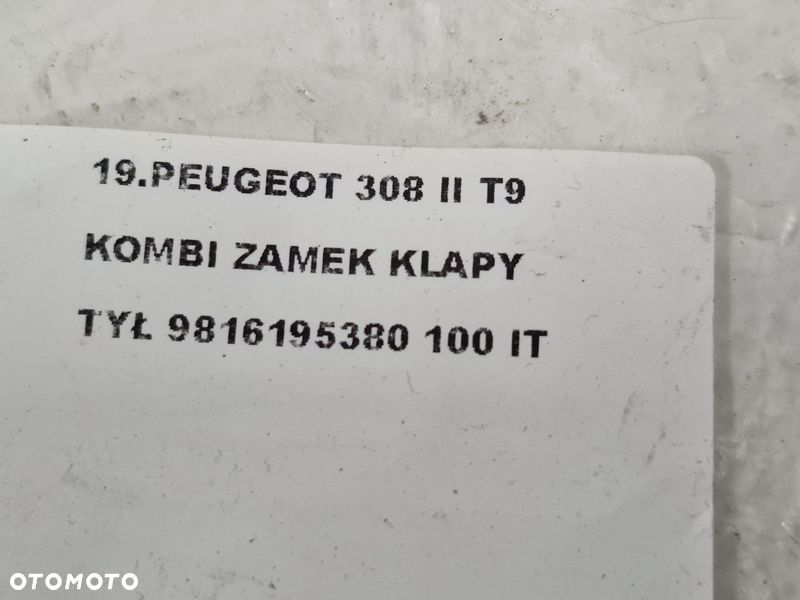 19.PEUGEOT 308 II T9
KOMBI ZAMEK KLAPY
TYŁ 9816195380 100 IT
OTOMOTO